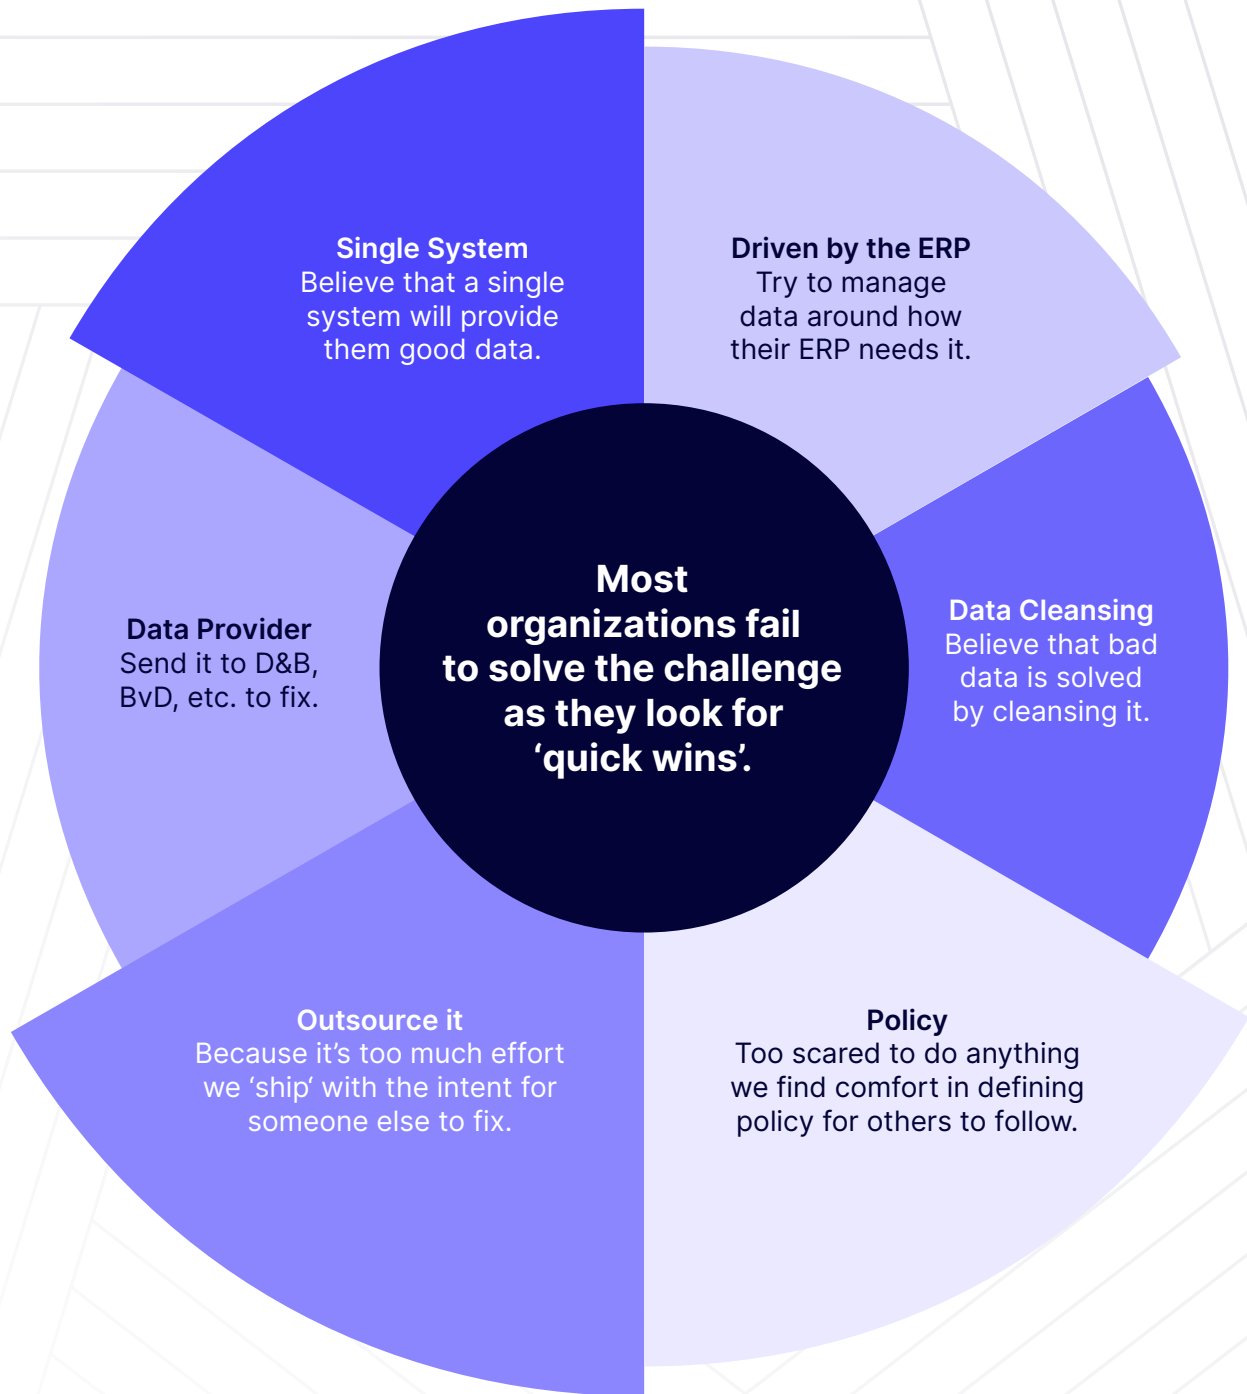 Single System
Believe that a single
system will provide
them good data.
Driven by the ERP
Try to manage
data around how
their ERP needs it.
Most
organizations fail
to solve the challenge
as they look for
‘quick wins’.
Data Provider
Send it to D&B,
BvD, etc. to fix.
Data Cleansing
Believe that bad
data is solved
by cleansing it.
Outsource it
Because it’s too much effort
we ‘ship‘ with the intent for
someone else to fix.
Policy
Too scared to do anything
we find comfort in defining
policy for others to follow.